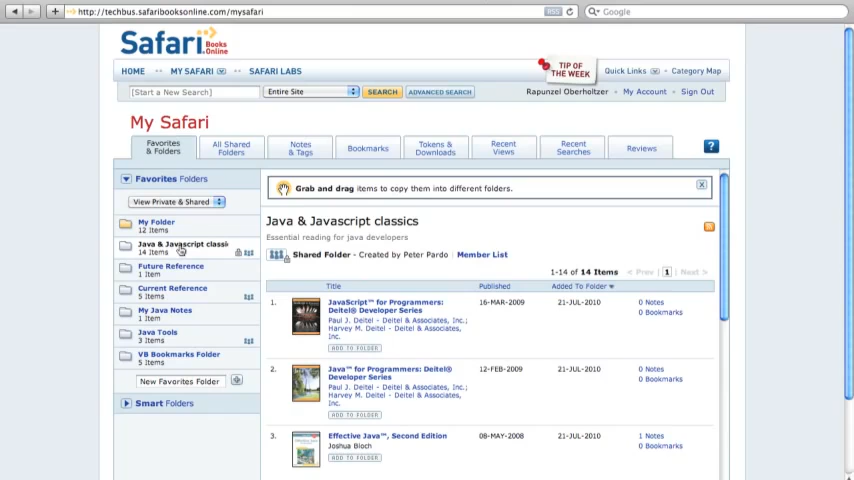 http://techbus.safaribooksonline.com/mysafari
RSS
Google
Safari
Books
Online
HOME
MY SAFARI
SAFARI LABS
TIP OF
THE WEEK
Quick Links
Category Map
[Start a New Search]
Entire Site
SEARCH
ADVANCED SEARCH
Rapunzel Oberholtzer
My Account
Sign Out
My Safari
Favorites
& Folders
All Shared
Folders
Notes
& Tags
Bookmarks
Tokens &
Downloads
Recent
Views
Recent
Searches
Reviews
?
Favorites Folders
View Private & Shared
My Folder
12 Items
Java & Javascript classi
14 Items
Future Reference
1 Item
Current Reference
5 Items
My Java Notes
1 Item
Java Tools
3 Items
VB Bookmarks Folder
5 Items
New Favorites Folder
Smart Folders
Grab and drag items to copy them into different folders.
X
Java & Javascript classics
Essential reading for java developers
Shared Folder - Created by Peter Pardo | Member List
1-14 of 14 Items < Prev | 1 | Next >
Title Published Added To Folder
1. JavaScript™ for Programmers: 16-MAR-2009 21-JUL-2010 0 Notes
Deitel® Developer Series 0 Bookmarks
Paul J. Deitel - Deitel & Associates, Inc.;
Harvey M. Deitel - Deitel & Associates,
Inc.
ADD TO FOLDER
2. Java™ for Programmers: Deitel® 12-FEB-2009 21-JUL-2010 0 Notes
Developer Series 0 Bookmarks
Paul J. Deitel - Deitel & Associates, Inc.;
Harvey M. Deitel - Deitel & Associates,
Inc.
ADD TO FOLDER
3. Effective Java™, Second Edition 08-MAY-2008 21-JUL-2010 1 Notes
Joshua Bloch 0 Bookmarks
ADD TO FOLDER